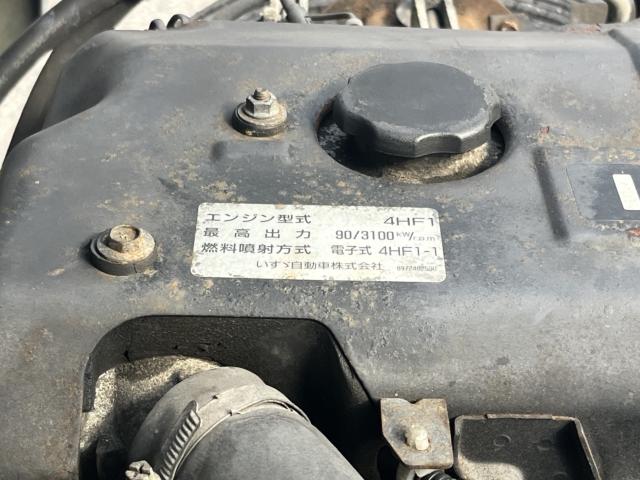 エンジン型式 4HF1
最高出力 90/3100 kW/r.p.m
燃料噴射方式 電子式 4HF1-1
いすゞ自動車株式会社